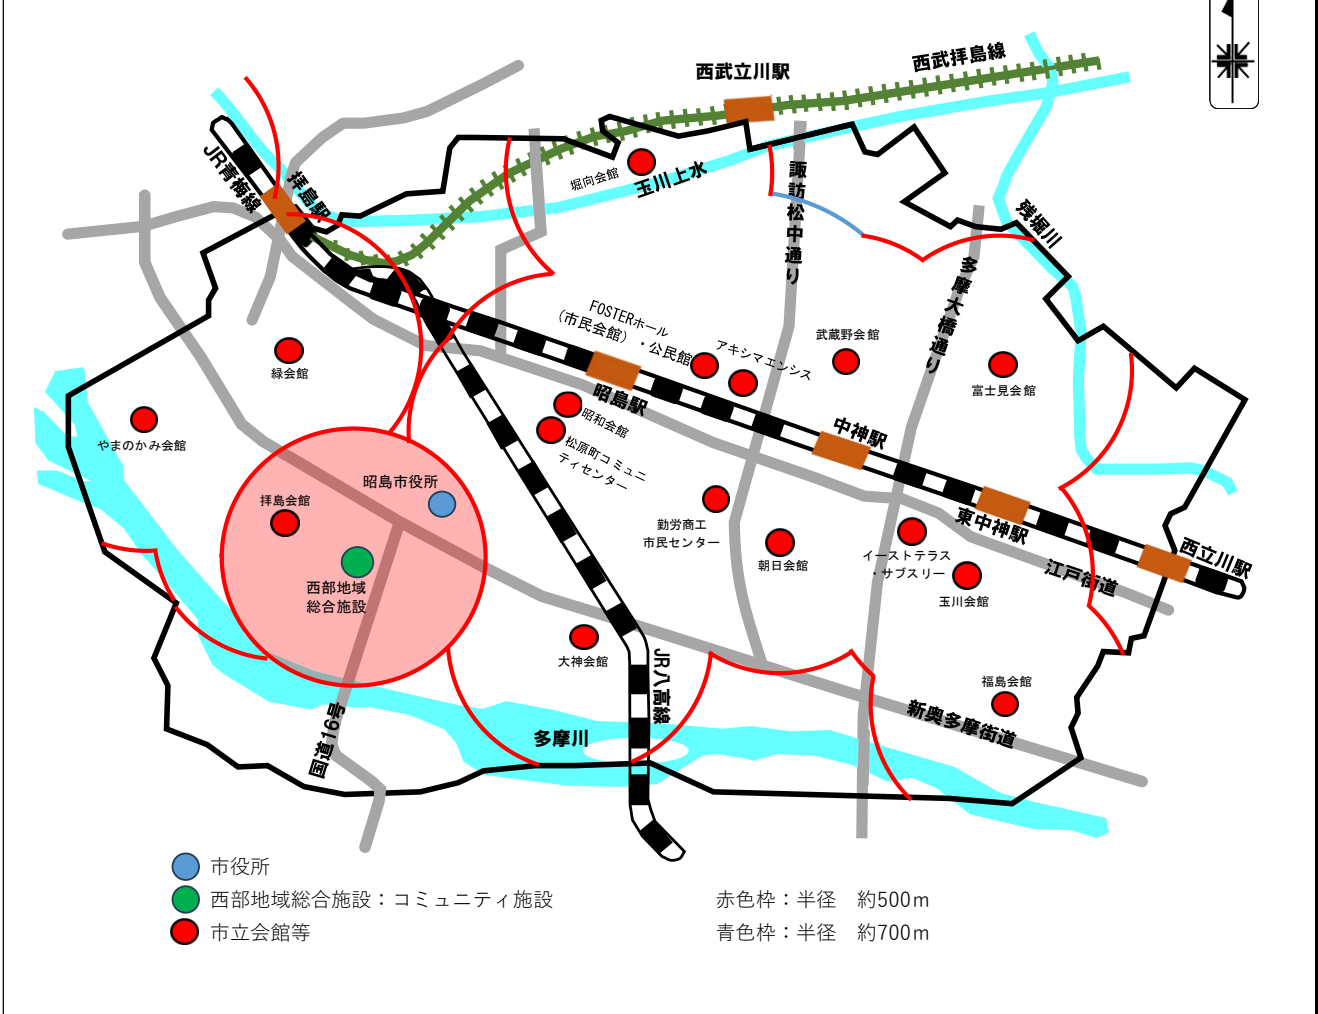 西武立川駅
西武拝島線
JR青梅線
拝島駅
堀向会館
玉川上水
諏訪松中通り
残堀川
多摩大橋通り
FOSTERホール
（市民会館）・公民館
アキシマエンシス
武蔵野会館
富士見会館
緑会館
やまのかみ会館
昭島駅
昭和会館
松原町コミュニ
ティセンター
中神駅
昭島市役所
拝島会館
西部地域
総合施設
勤労商工
市民センター
朝日会館
イーストテラス
・サブスリー
玉川会館
東中神駅
江戸街道
西立川駅
大神会館
JR八高線
福島会館
新奥多摩街道
多摩川
国道16号
市役所
西部地域総合施設：コミュニティ施設
市立会館等
赤色枠：半径　約500m
青色枠：半径　約700m